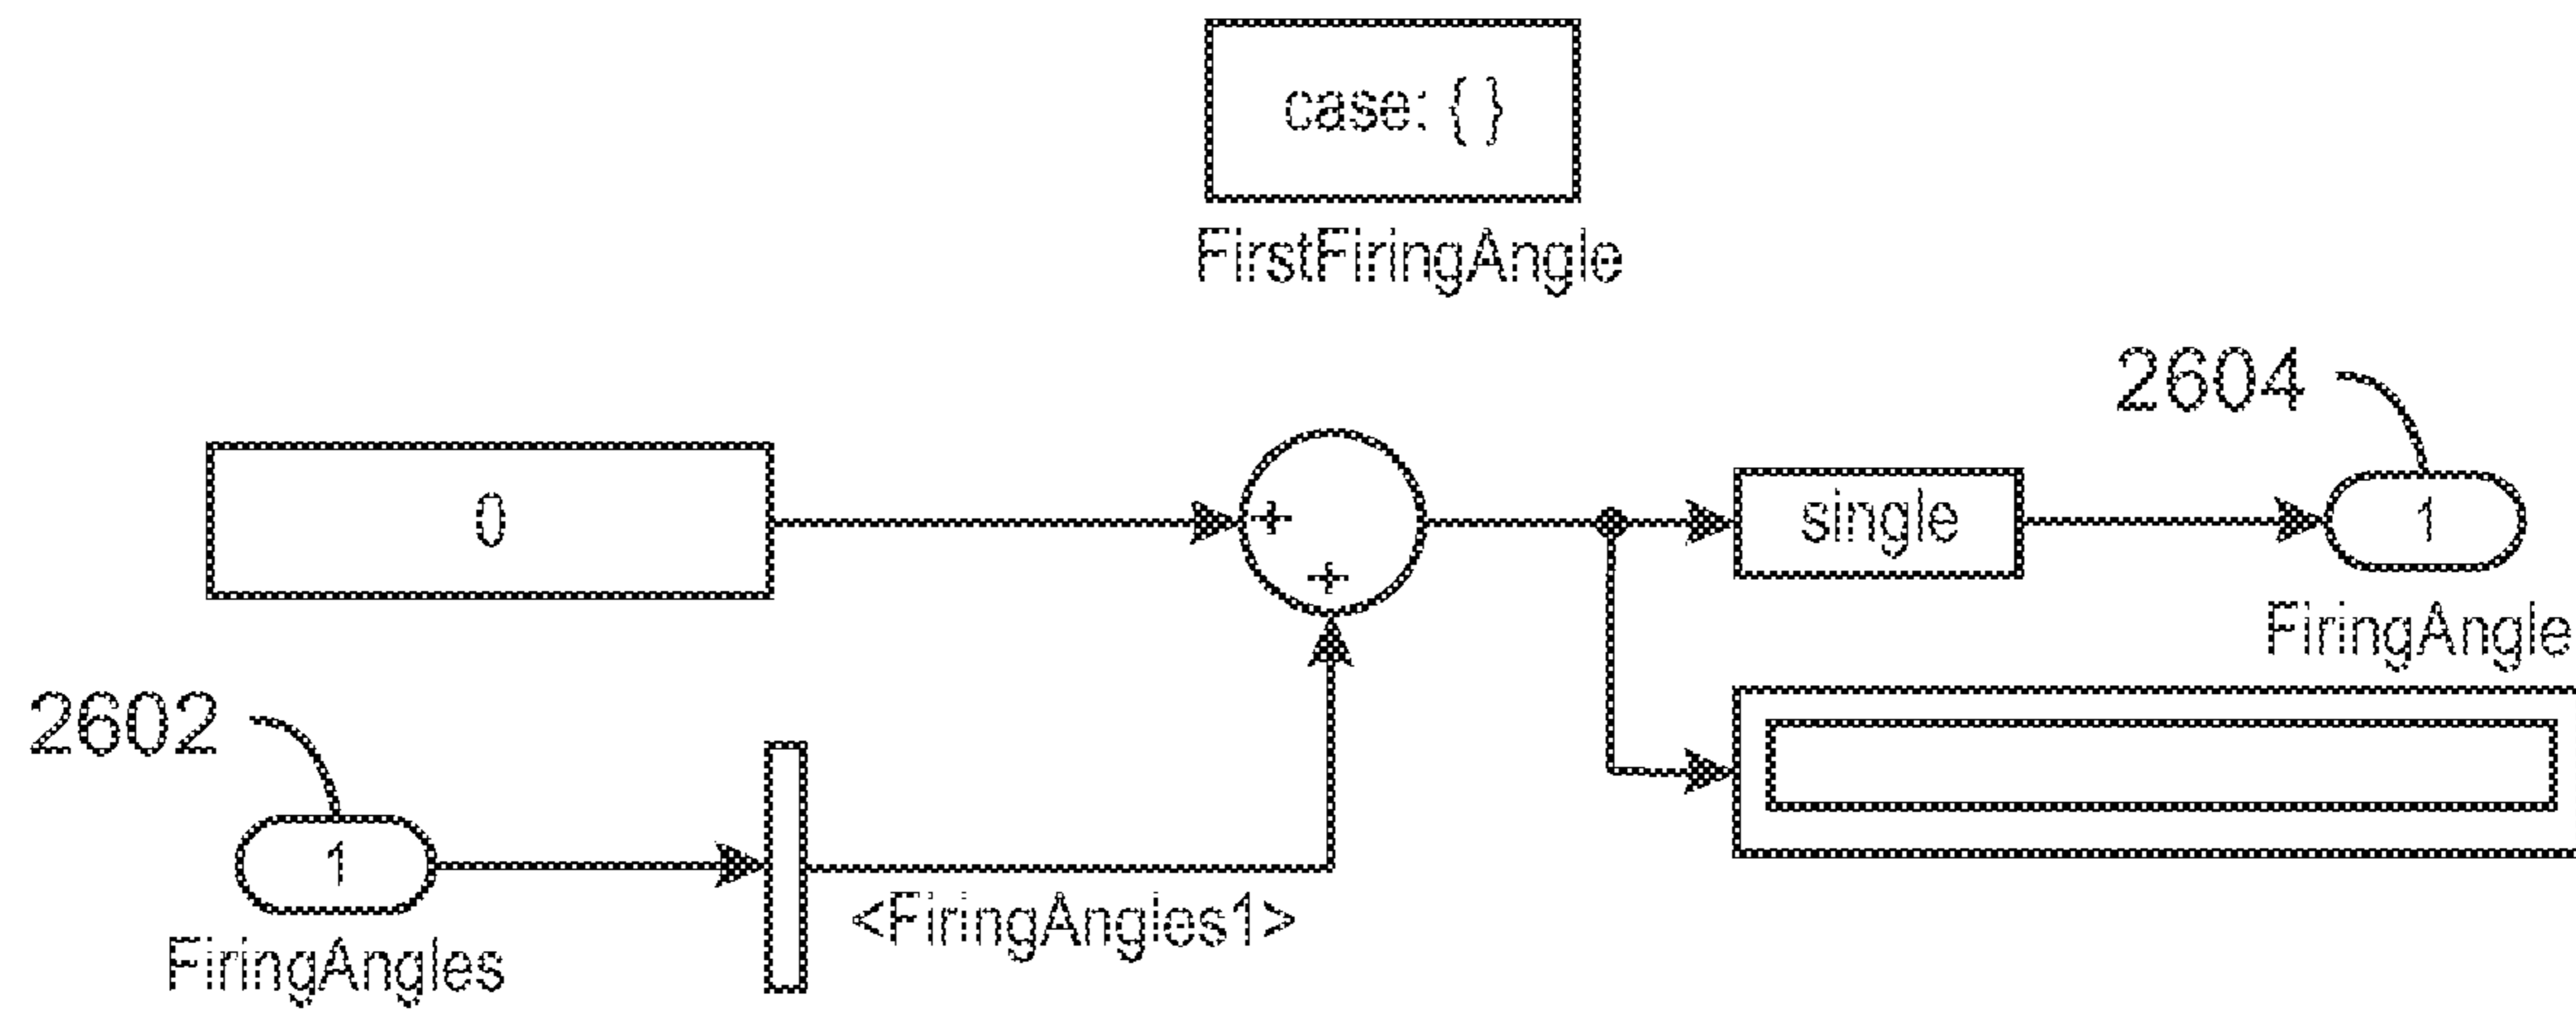 case: { }
FirstFiringAngle
2604
0
+
single
1
+
FiringAngle
2602
1
<FiringAngles1>
FiringAngles